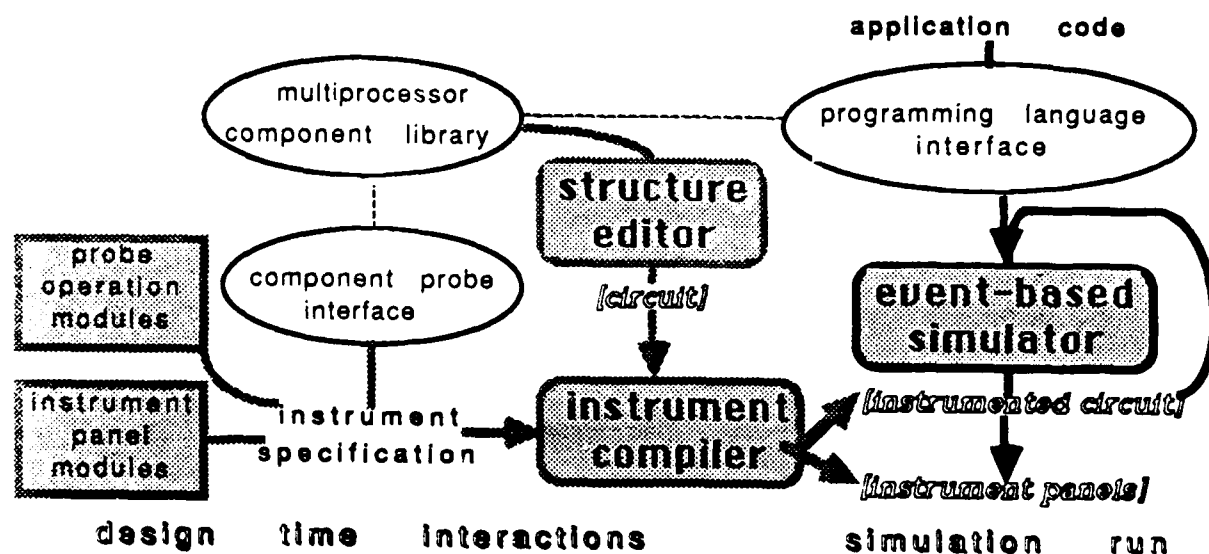 application code
multiprocessor
component library
programming language
interface
structure
editor
probe
operation
modules
component probe
interface
[circuit]
event-based
simulator
instrument
panel
modules
instrument
specification
instrument
compiler
[instrumented circuit]
[instrument panels]
design time interactions
simulation run